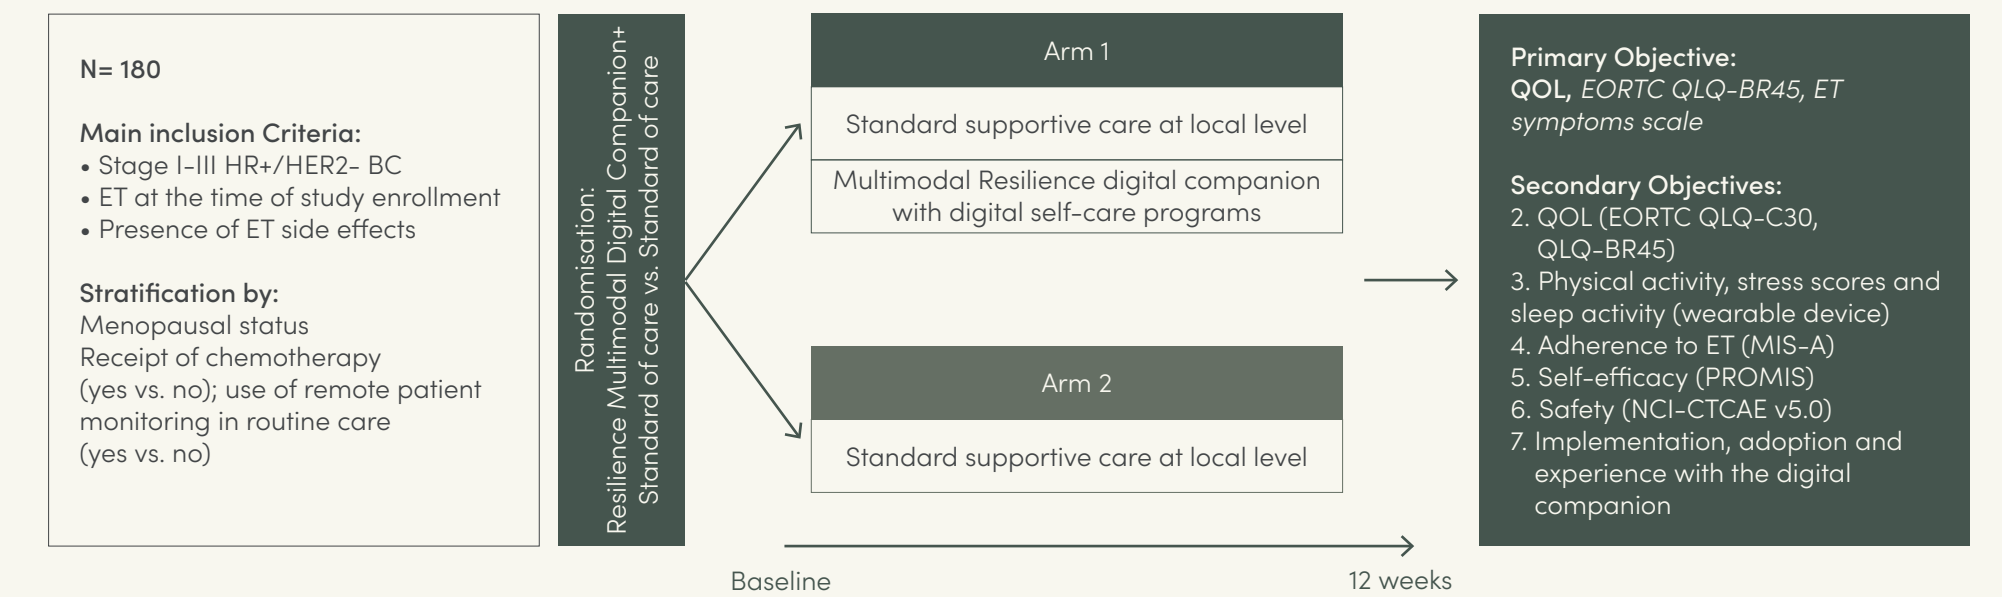 N= 180
Main inclusion Criteria:
• Stage I-III HR+/HER2- BC
• ET at the time of study enrollment
• Presence of ET side effects
Stratification by:
Menopausal status
Receipt of chemotherapy
(yes vs. no); use of remote patient
monitoring in routine care
(yes vs. no)
Randomisation:
Resilience Multimodal Digital Companion+
Standard of care vs. Standard of care
Arm 1
Standard supportive care at local level
Multimodal Resilience digital companion
with digital self-care programs
Arm 2
Standard supportive care at local level
Baseline
12 weeks
Primary Objective:
QOL, EORTC QLQ-BR45, ET
symptoms scale
Secondary Objectives:
2. QOL (EORTC QLQ-C30,
QLQ-BR45)
3. Physical activity, stress scores and
sleep activity (wearable device)
4. Adherence to ET (MIS-A)
5. Self-efficacy (PROMIS)
6. Safety (NCI-CTCAE v5.0)
7. Implementation, adoption and
experience with the digital
companion